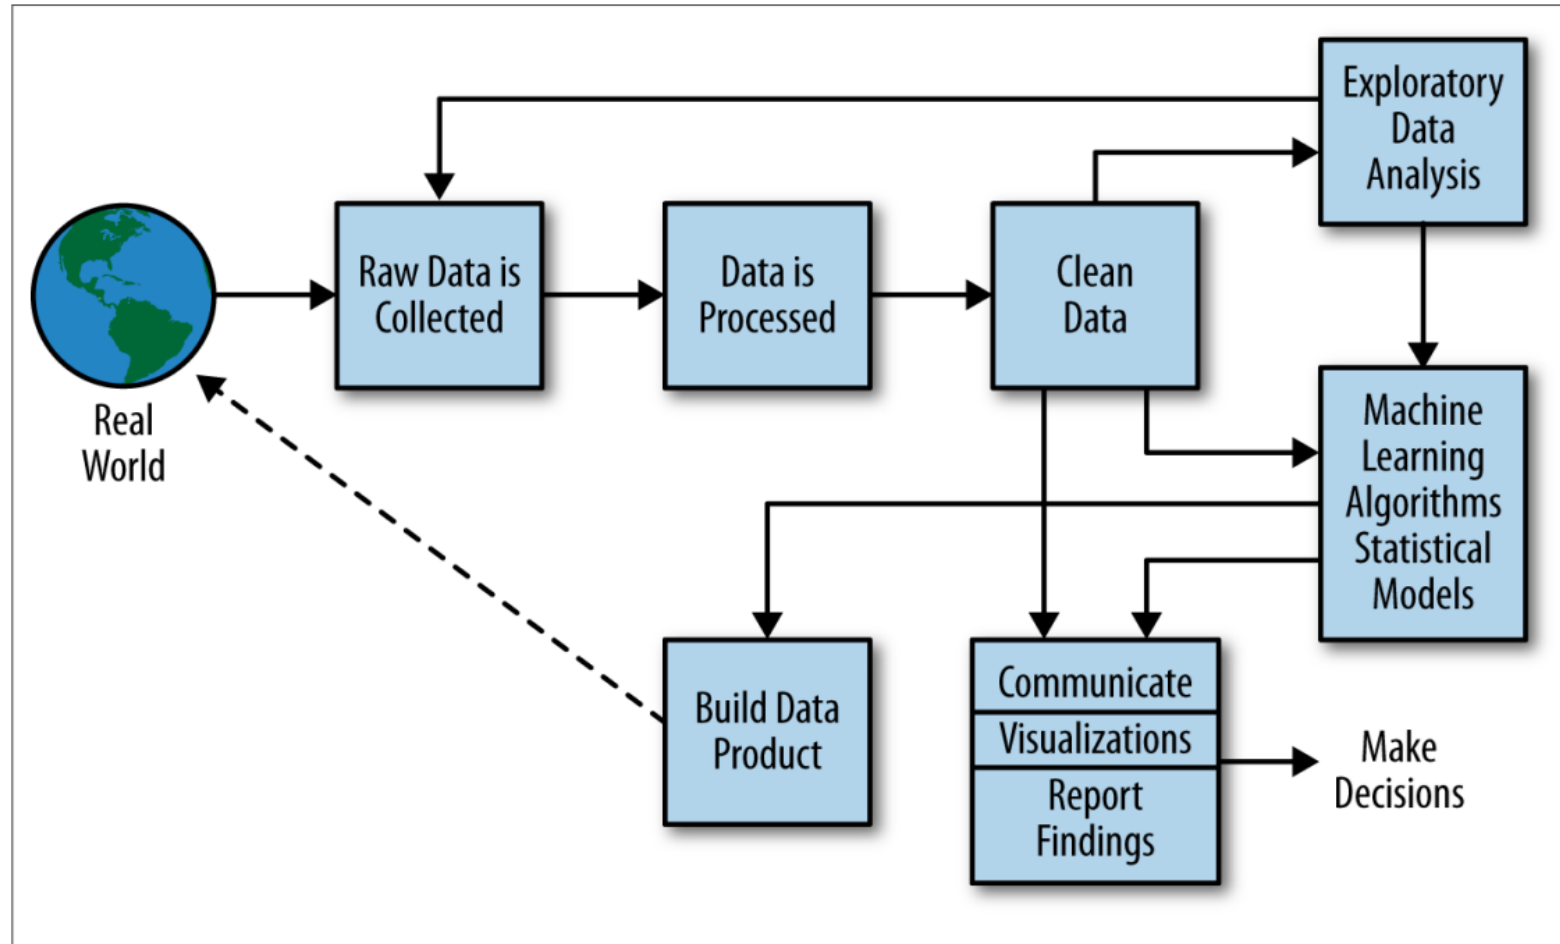 Exploratory
Data
Analysis
Raw Data is
Collected
Data is
Processed
Clean
Data
Real
World
Machine
Learning
Algorithms
Statistical
Models
Build Data
Product
Communicate
Visualizations
Report
Findings
Make
Decisions